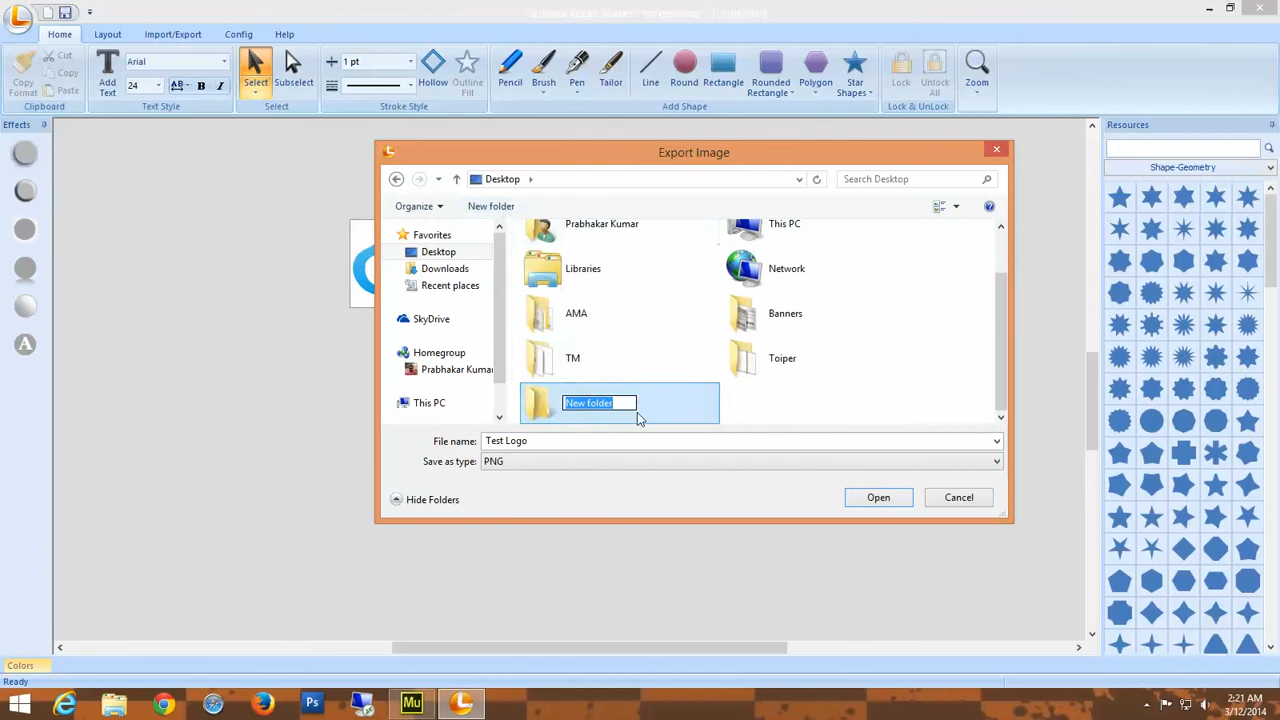 Home Layout Import/Export Config Help
Copy Format
Cut
Copy
Paste
Clipboard
Add Text
Arial
24
AB
B
I
Text Style
Select
Subselect
Select
1 pt
Hollow
Outline Fill
Stroke Style
Pencil Brush Pen Tailor
Line Round Rectangle Rounded Rectangle Polygon Star Shapes
Add Shape
Lock Unlock All
Lock & UnLock
Zoom
Effects
A
Resources
Shape-Geometry
Export Image
Desktop
Search Desktop
Organize New folder
Favorites
Desktop
Downloads
Recent places
SkyDrive
Homegroup
Prabhakar Kumar
This PC
Prabhakar Kumar This PC
Libraries Network
AMA Banners
TM Toiper
New folder
File name: Test Logo
Save as type: PNG
Hide Folders
Open Cancel
Colors
Ready
Ps
Mu
2:21 AM
3/12/2014